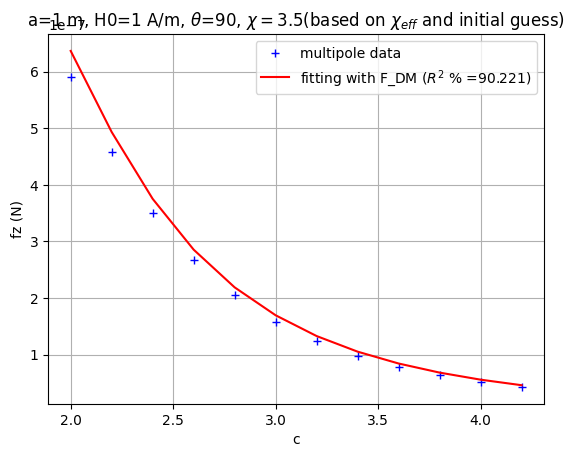 a=1 m, H0=1 A/m, θ=90, χ = 3.5(based on χ_eff and initial guess)
1e−7
multipole data
fitting with F_DM (R² % =90.221)
6
5
4
3
2
1
fz (N)
2.0 2.5 3.0 3.5 4.0
c